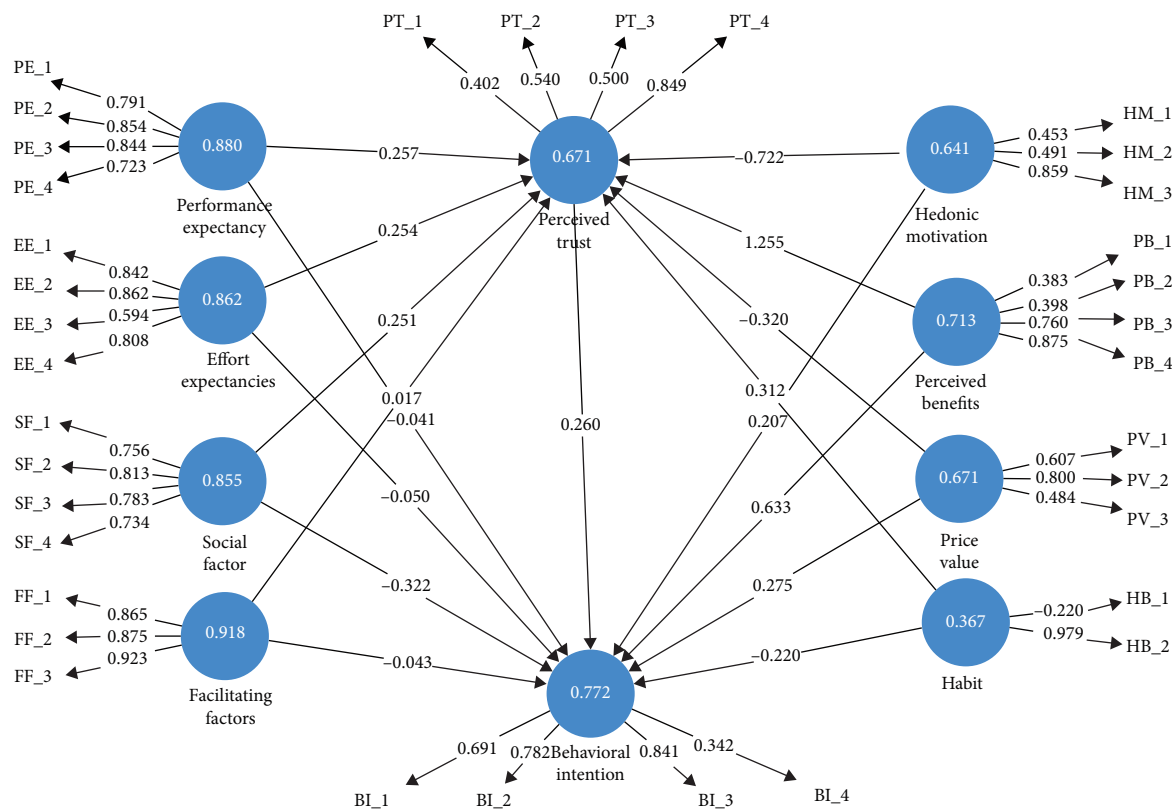 PT_1
PT_2
PT_3
PT_4
0.402
0.540
0.500
0.849
PE_1
PE_2
PE_3
PE_4
0.791
0.854
0.844
0.723
0.880
Performance
expectancy
0.257
0.671
Perceived
trust
–0.722
0.641
Hedonic
motivation
0.453
0.491
0.859
HM_1
HM_2
HM_3
EE_1
EE_2
EE_3
EE_4
0.842
0.862
0.594
0.808
0.862
Effort
expectancies
0.254
1.255
0.713
Perceived
benefits
0.383
0.398
0.760
0.875
PB_1
PB_2
PB_3
PB_4
0.251
–0.320
0.017
–0.041
0.260
0.312
0.207
SF_1
SF_2
SF_3
SF_4
0.756
0.813
0.783
0.734
0.855
Social
factor
–0.050
0.633
0.671
Price
value
0.607
0.800
0.484
PV_1
PV_2
PV_3
–0.322
0.275
FF_1
FF_2
FF_3
0.865
0.875
0.923
0.918
Facilitating
factors
–0.043
–0.220
0.367
Habit
–0.220
0.979
HB_1
HB_2
0.772
Behavioral
intention
0.691
0.782
0.841
0.342
BI_1
BI_2
BI_3
BI_4